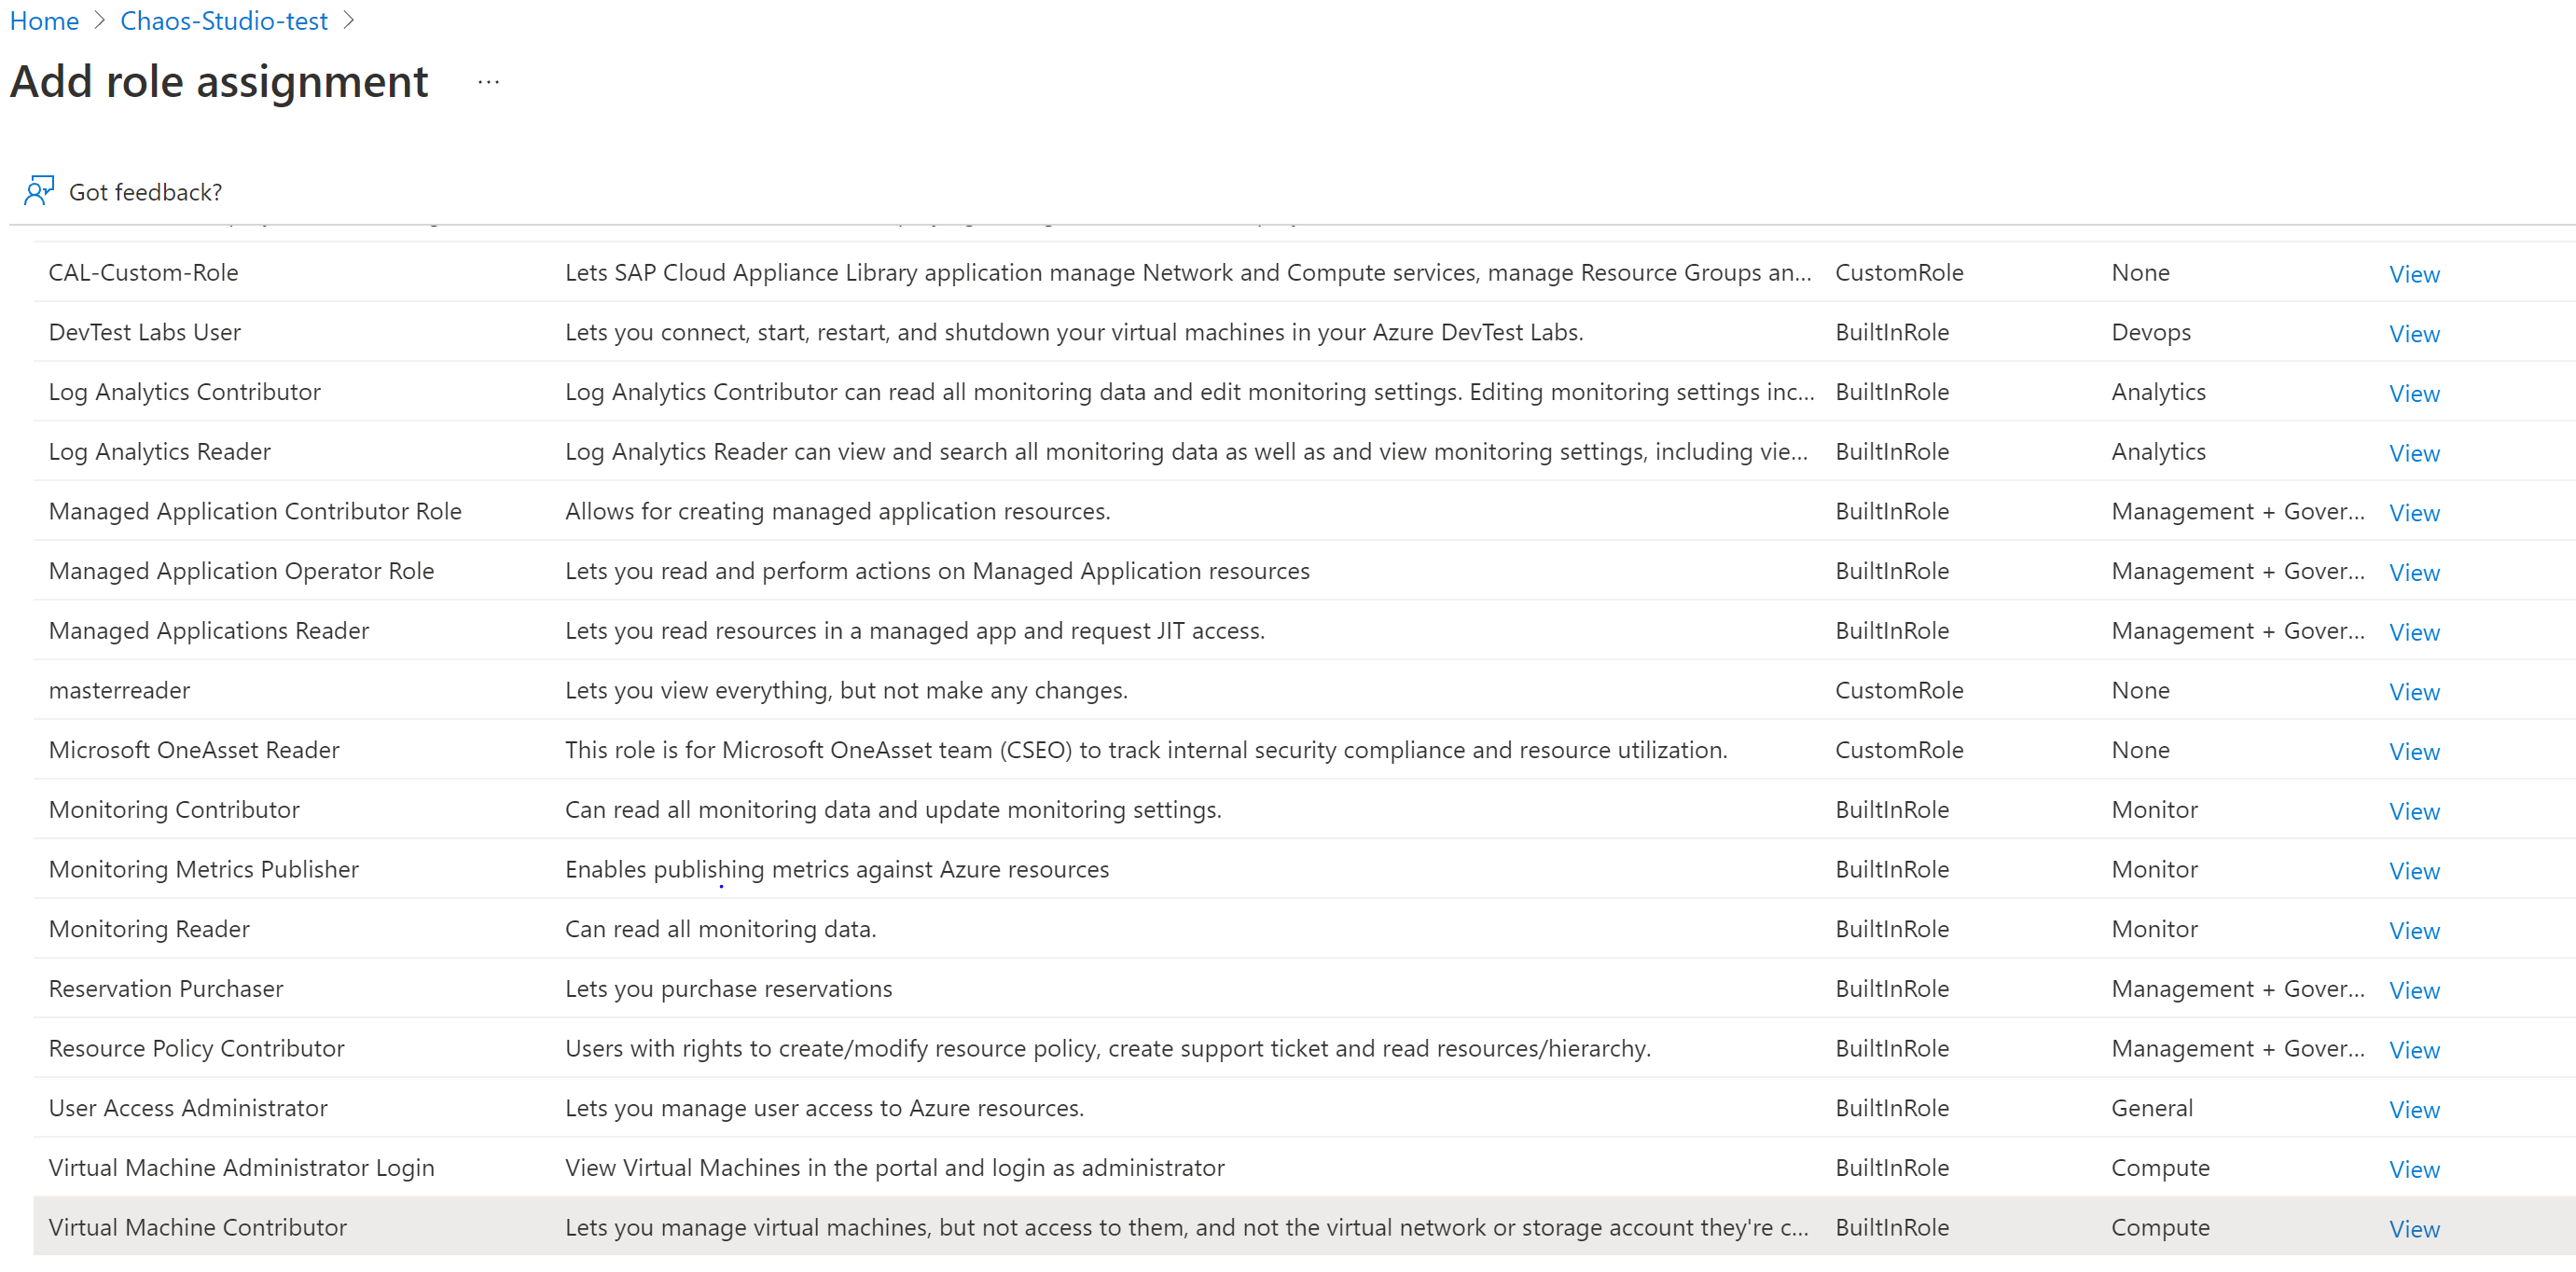 Home > Chaos-Studio-test >
Add role assignment ...
Got feedback?
CAL-Custom-Role Lets SAP Cloud Appliance Library application manage Network and Compute services, manage Resource Groups an... CustomRole None View
DevTest Labs User Lets you connect, start, restart, and shutdown your virtual machines in your Azure DevTest Labs. BuiltInRole Devops View
Log Analytics Contributor Log Analytics Contributor can read all monitoring data and edit monitoring settings. Editing monitoring settings inc... BuiltInRole Analytics View
Log Analytics Reader Log Analytics Reader can view and search all monitoring data as well as and view monitoring settings, including vie... BuiltInRole Analytics View
Managed Application Contributor Role Allows for creating managed application resources. BuiltInRole Management + Gover... View
Managed Application Operator Role Lets you read and perform actions on Managed Application resources BuiltInRole Management + Gover... View
Managed Applications Reader Lets you read resources in a managed app and request JIT access. BuiltInRole Management + Gover... View
masterreader Lets you view everything, but not make any changes. CustomRole None View
Microsoft OneAsset Reader This role is for Microsoft OneAsset team (CSEO) to track internal security compliance and resource utilization. CustomRole None View
Monitoring Contributor Can read all monitoring data and update monitoring settings. BuiltInRole Monitor View
Monitoring Metrics Publisher Enables publishing metrics against Azure resources BuiltInRole Monitor View
Monitoring Reader Can read all monitoring data. BuiltInRole Monitor View
Reservation Purchaser Lets you purchase reservations BuiltInRole Management + Gover... View
Resource Policy Contributor Users with rights to create/modify resource policy, create support ticket and read resources/hierarchy. BuiltInRole Management + Gover... View
User Access Administrator Lets you manage user access to Azure resources. BuiltInRole General View
Virtual Machine Administrator Login View Virtual Machines in the portal and login as administrator BuiltInRole Compute View
Virtual Machine Contributor Lets you manage virtual machines, but not access to them, and not the virtual network or storage account they're c... BuiltInRole Compute View